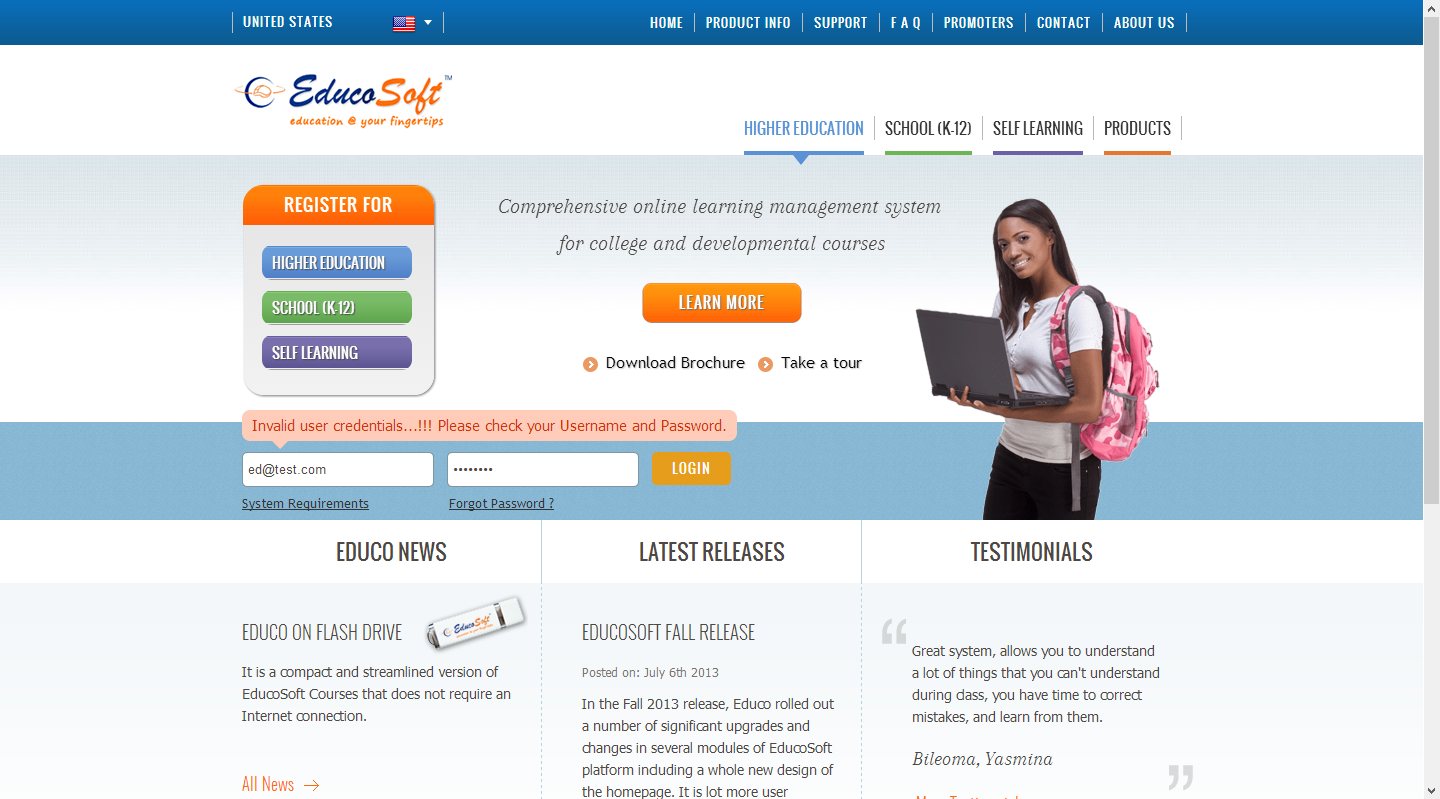 UNITED STATES
HOME PRODUCT INFO SUPPORT F A Q PROMOTERS CONTACT ABOUT US
EducoSoft™
education @ your fingertips
HIGHER EDUCATION SCHOOL (K-12) SELF LEARNING PRODUCTS
REGISTER FOR
HIGHER EDUCATION
SCHOOL (K-12)
SELF LEARNING
Comprehensive online learning management system
for college and developmental courses
LEARN MORE
Download Brochure Take a tour
Invalid user credentials...!!! Please check your Username and Password.
ed@test.com •••••••• LOGIN
System Requirements Forgot Password ?
EDUCO NEWS LATEST RELEASES TESTIMONIALS
EDUCO ON FLASH DRIVE
EducoSoft
It is a compact and streamlined version of
EducoSoft Courses that does not require an
Internet connection.
All News
EDUCOSOFT FALL RELEASE
Posted on: July 6th 2013
In the Fall 2013 release, Educo rolled out
a number of significant upgrades and
changes in several modules of EducoSoft
platform including a whole new design of
the homepage. It is lot more user
“
Great system, allows you to understand
a lot of things that you can't understand
during class, you have time to correct
mistakes, and learn from them.
Bileoma, Yasmina
”